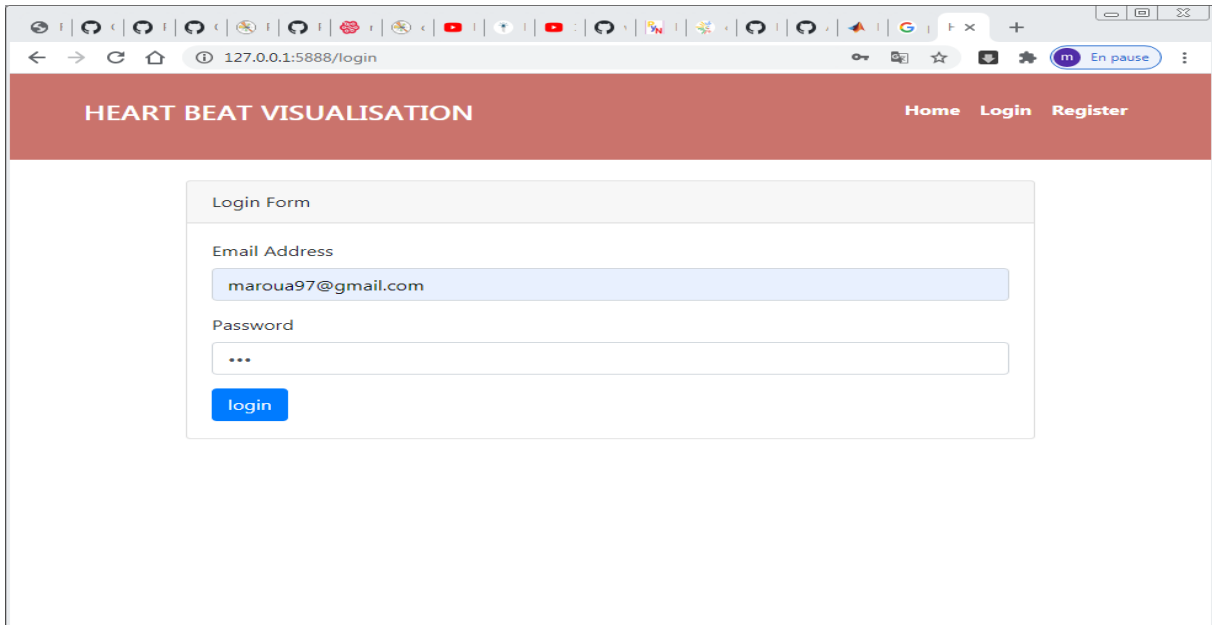 127.0.0.1:5888/login
m En pause
HEART BEAT VISUALISATION
Home Login Register
Login Form
Email Address
maroua97@gmail.com
Password
•••
login